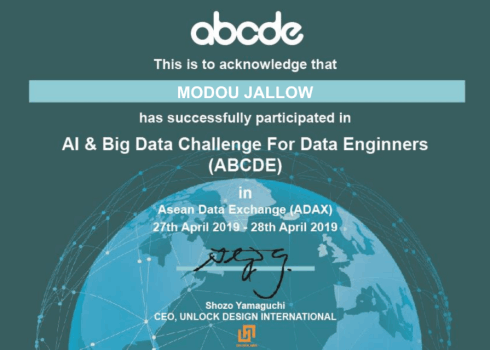 abcde
This is to acknowledge that
MODOU JALLOW
has successfully participated in
AI & Big Data Challenge For Data Enginners
(ABCDE)
in
Asean Data Exchange (ADAX)
27th April 2019 - 28th April 2019
Shozo Yamaguchi
CEO, UNLOCK DESIGN INTERNATIONAL